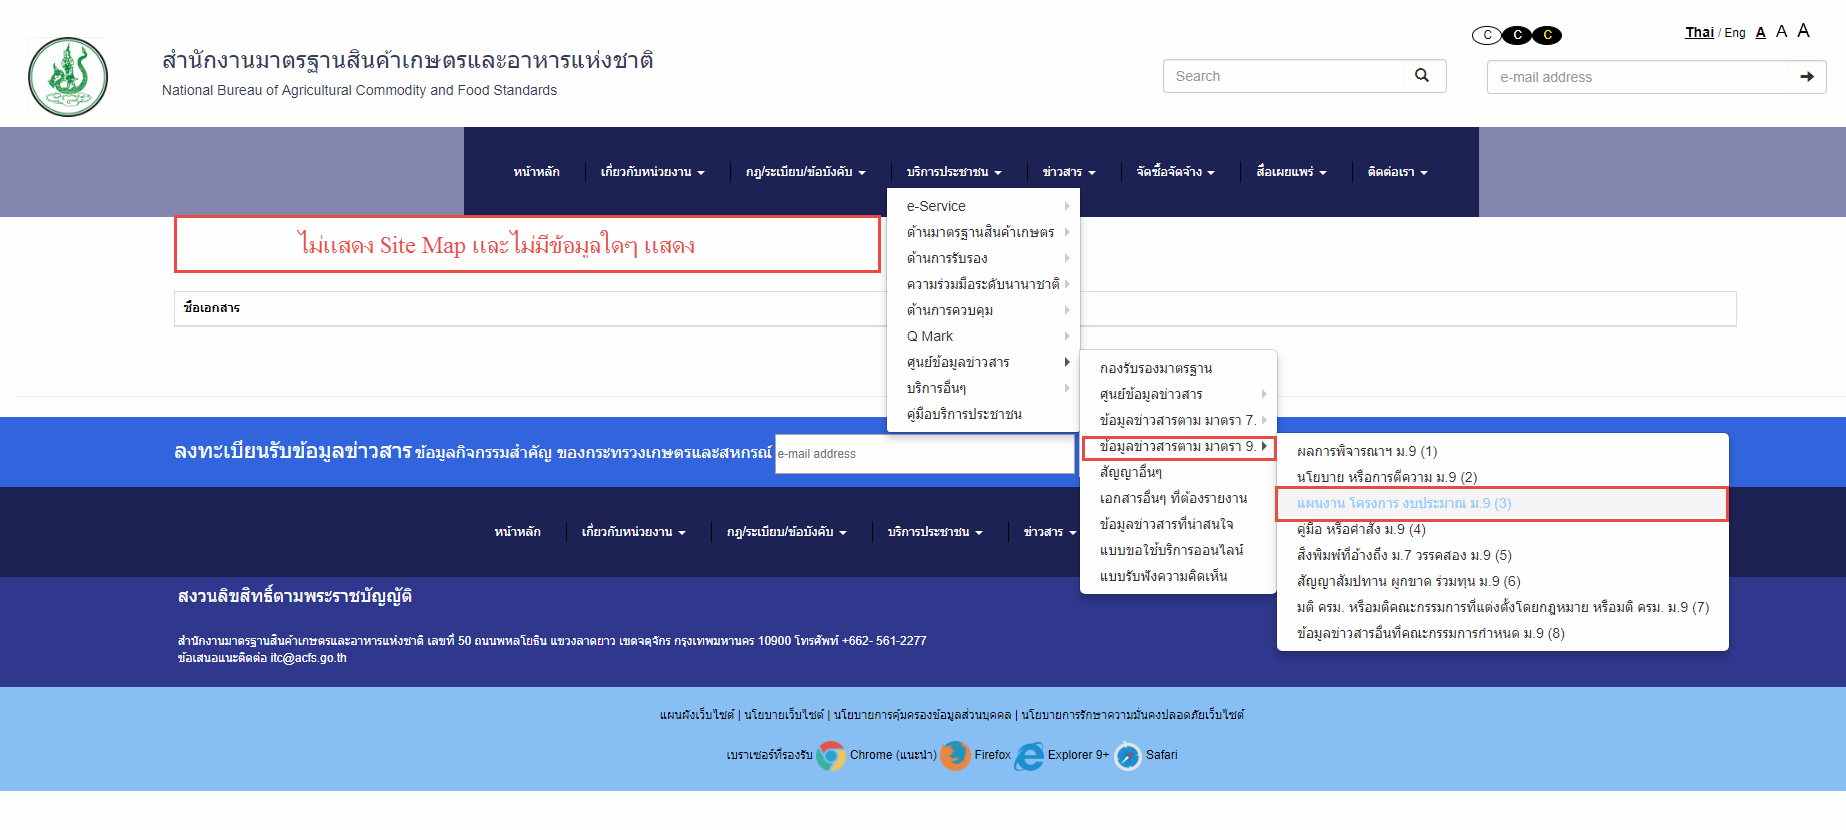 C C C
Thai / Eng A A A
สำนักงานมาตรฐานสินค้าเกษตรและอาหารแห่งชาติ
National Bureau of Agricultural Commodity and Food Standards
Search
e-mail address
หน้าหลัก เกี่ยวกับหน่วยงาน กฎ/ระเบียบ/ข้อบังคับ บริการประชาชน ข่าวสาร จัดซื้อจัดจ้าง สื่อเผยแพร่ ติดต่อเรา
ไม่แสดง Site Map และไม่มีข้อมูลใดๆ แสดง
ชื่อเอกสาร
e-Service
ด้านมาตรฐานสินค้าเกษตร
ด้านการรับรอง
ความร่วมมือระดับนานาชาติ
ด้านการควบคุม
Q Mark
ศูนย์ข้อมูลข่าวสาร
บริการอื่นๆ
คู่มือบริการประชาชน
กองรับรองมาตรฐาน
ศูนย์ข้อมูลข่าวสาร
ข้อมูลข่าวสารตาม มาตรา 7.
ข้อมูลข่าวสารตาม มาตรา 9.
สัญญาอื่นๆ
เอกสารอื่นๆ ที่ต้องรายงาน
ข้อมูลข่าวสารที่น่าสนใจ
แบบขอใช้บริการออนไลน์
แบบรับฟังความคิดเห็น
ผลการพิจารณาฯ ม.9 (1)
นโยบาย หรือการตีความ ม.9 (2)
แผนงาน โครงการ งบประมาณ ม.9 (3)
คู่มือ หรือคำสั่ง ม.9 (4)
สิ่งพิมพ์ที่อ้างถึง ม.7 วรรคสอง ม.9 (5)
สัญญาสัมปทาน ผูกขาด ร่วมทุน ม.9 (6)
มติ ครม. หรือมติคณะกรรมการที่แต่งตั้งโดยกฎหมาย หรือมติ ครม. ม.9 (7)
ข้อมูลข่าวสารอื่นที่คณะกรรมการกำหนด ม.9 (8)
ลงทะเบียนรับข้อมูลข่าวสาร ข้อมูลกิจกรรมสำคัญ ของกระทรวงเกษตรและสหกรณ์ e-mail address
หน้าหลัก เกี่ยวกับหน่วยงาน กฎ/ระเบียบ/ข้อบังคับ บริการประชาชน ข่าวสาร
สงวนลิขสิทธิ์ตามพระราชบัญญัติ
สำนักงานมาตรฐานสินค้าเกษตรและอาหารแห่งชาติ เลขที่ 50 ถนนพหลโยธิน แขวงลาดยาว เขตจตุจักร กรุงเทพมหานคร 10900 โทรศัพท์ +662- 561-2277
ข้อเสนอแนะติดต่อ itc@acfs.go.th
แผนผังเว็บไซต์ | นโยบายเว็บไซต์ | นโยบายการคุ้มครองข้อมูลส่วนบุคคล | นโยบายการรักษาความมั่นคงปลอดภัยเว็บไซต์
เบราเซอร์ที่รองรับ Chrome (แนะนำ) Firefox Explorer 9+ Safari